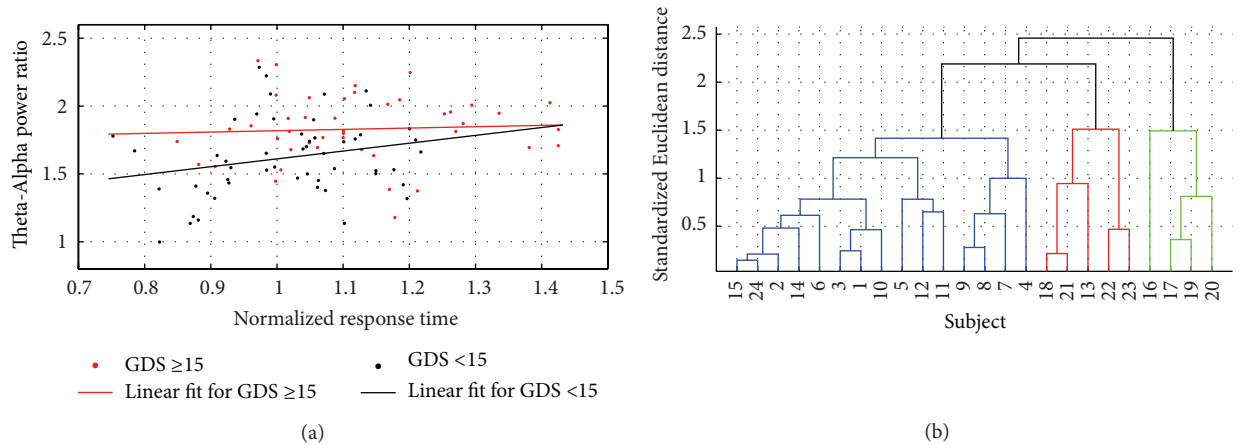 2.5
2
1.5
1
Theta-Alpha power ratio
0.7 0.8 0.9 1 1.1 1.2 1.3 1.4 1.5
Normalized response time
GDS ≥15
Linear fit for GDS ≥15
GDS <15
Linear fit for GDS <15
(a)
2.5
2
1.5
1
0.5
Standardized Euclidean distance
15 24 2 14 6 3 1 10 5 12 11 9 8 7 4 18 21 13 22 23 16 17 19 20
Subject
(b)